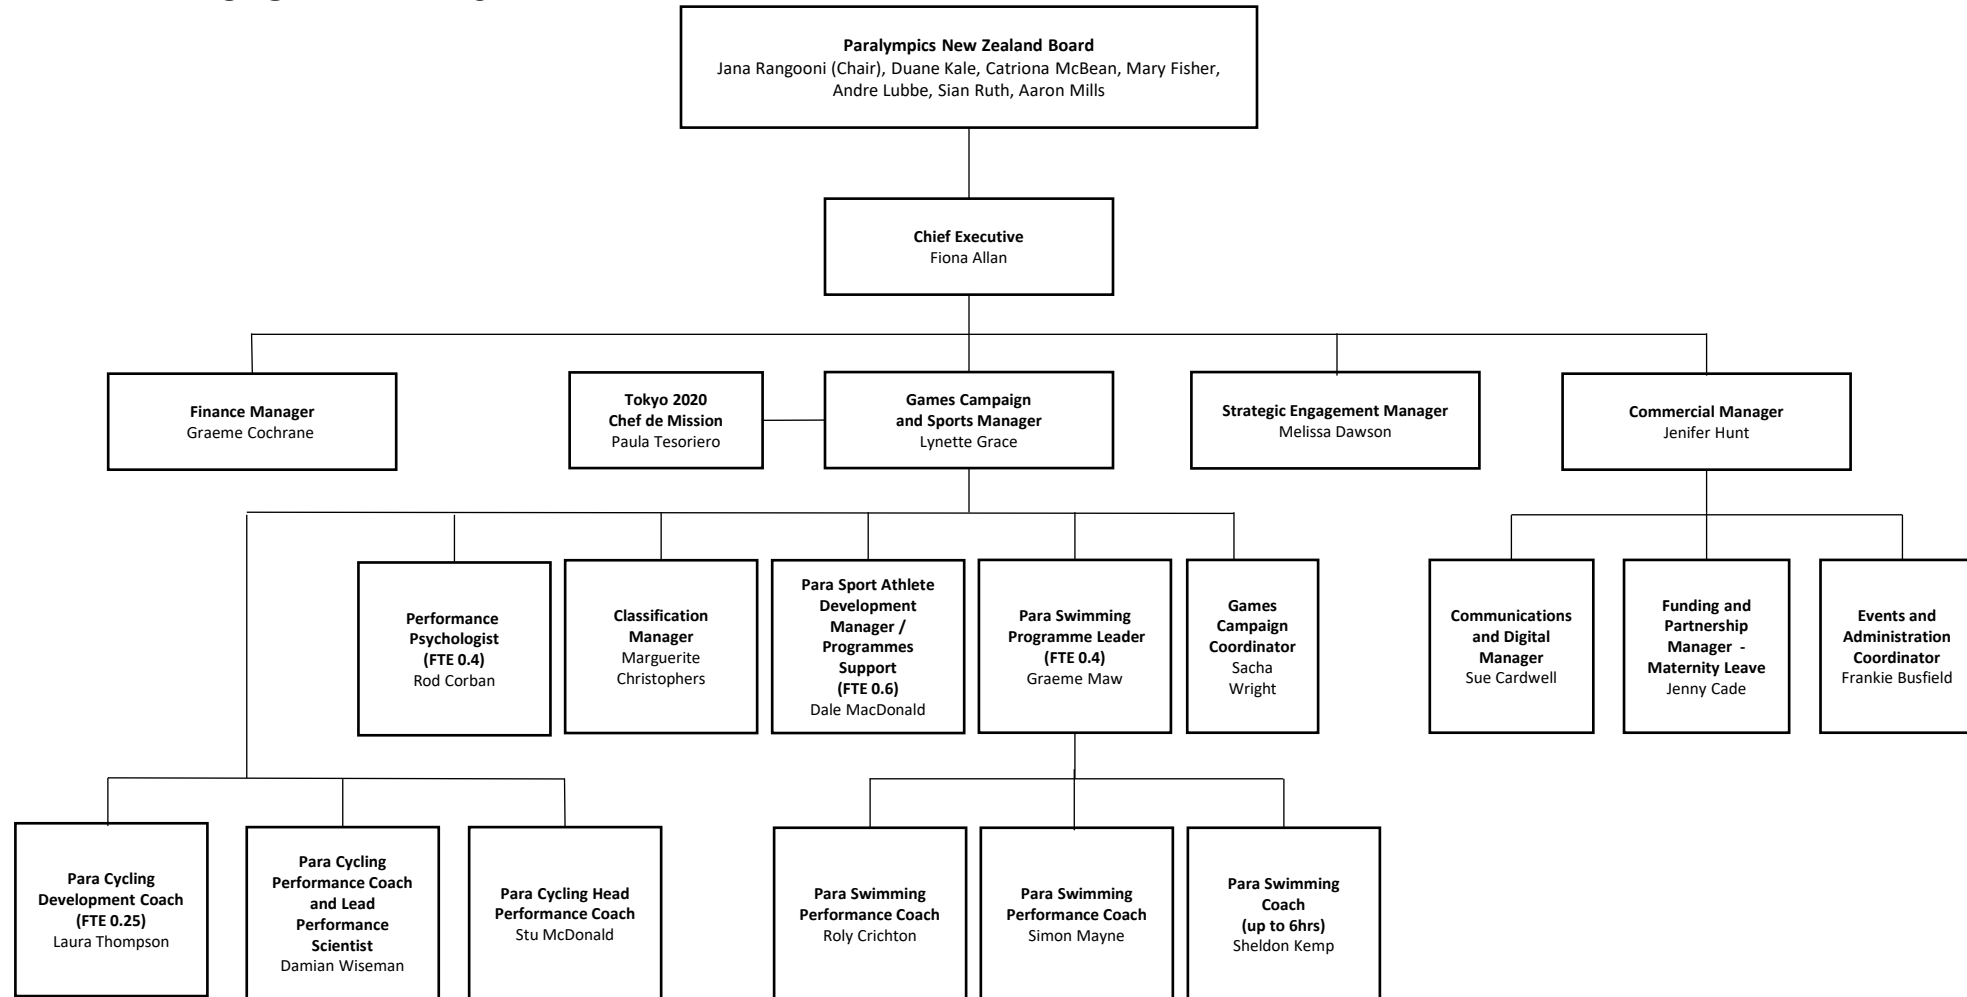 Paralympics New Zealand Board
Jana Rangooni (Chair), Duane Kale, Catriona McBean, Mary Fisher,
Andre Lubbe, Sian Ruth, Aaron Mills
Chief Executive
Fiona Allan
Finance Manager
Graeme Cochrane
Tokyo 2020
Chef de Mission
Paula Tesoriero
Games Campaign
and Sports Manager
Lynette Grace
Strategic Engagement Manager
Melissa Dawson
Commercial Manager
Jenifer Hunt
Performance
Psychologist
(FTE 0.4)
Rod Corban
Classification
Manager
Marguerite
Christophers
Para Sport Athlete
Development
Manager /
Programmes
Support
(FTE 0.6)
Dale MacDonald
Para Swimming
Programme Leader
(FTE 0.4)
Graeme Maw
Games
Campaign
Coordinator
Sacha
Wright
Communications
and Digital
Manager
Sue Cardwell
Funding and
Partnership
Manager -
Maternity Leave
Jenny Cade
Events and
Administration
Coordinator
Frankie Busfield
Para Cycling
Development Coach
(FTE 0.25)
Laura Thompson
Para Cycling
Performance Coach
and Lead
Performance
Scientist
Damian Wiseman
Para Cycling Head
Performance Coach
Stu McDonald
Para Swimming
Performance Coach
Roly Crichton
Para Swimming
Performance Coach
Simon Mayne
Para Swimming
Coach
(up to 6hrs)
Sheldon Kemp